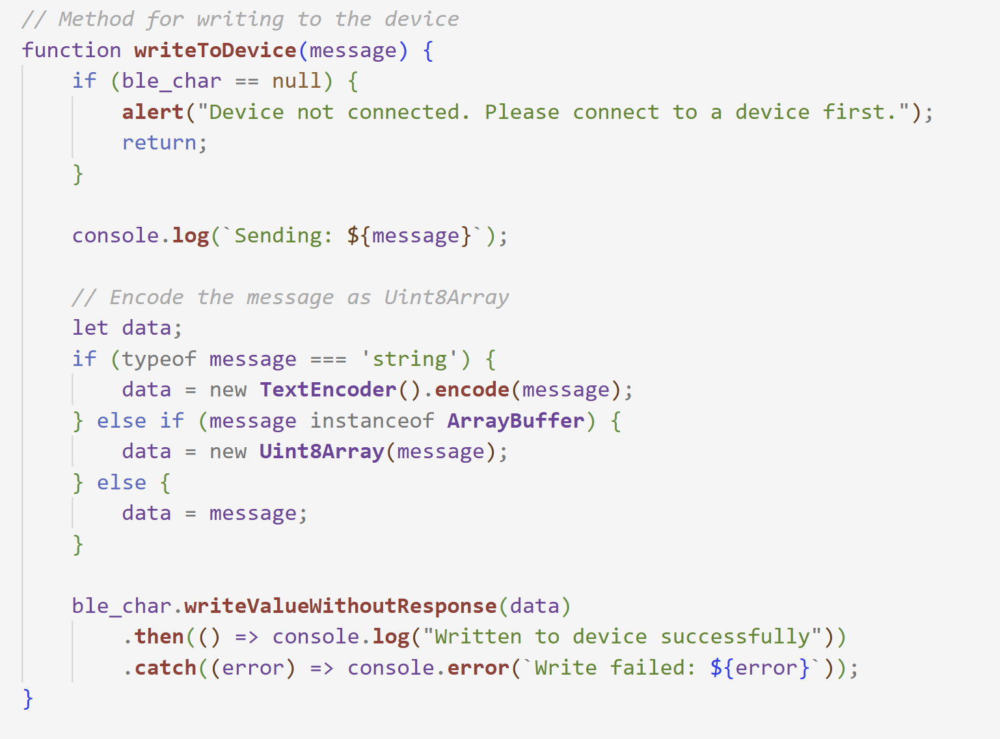 // Method for writing to the device
function writeToDevice(message) {
    if (ble_char == null) {
        alert("Device not connected. Please connect to a device first.");
        return;
    }

    console.log(`Sending: ${message}`);

    // Encode the message as Uint8Array
    let data;
    if (typeof message === 'string') {
        data = new TextEncoder().encode(message);
    } else if (message instanceof ArrayBuffer) {
        data = new Uint8Array(message);
    } else {
        data = message;
    }

    ble_char.writeValueWithoutResponse(data)
        .then(() => console.log("Written to device successfully"))
        .catch((error) => console.error(`Write failed: ${error}`));
}